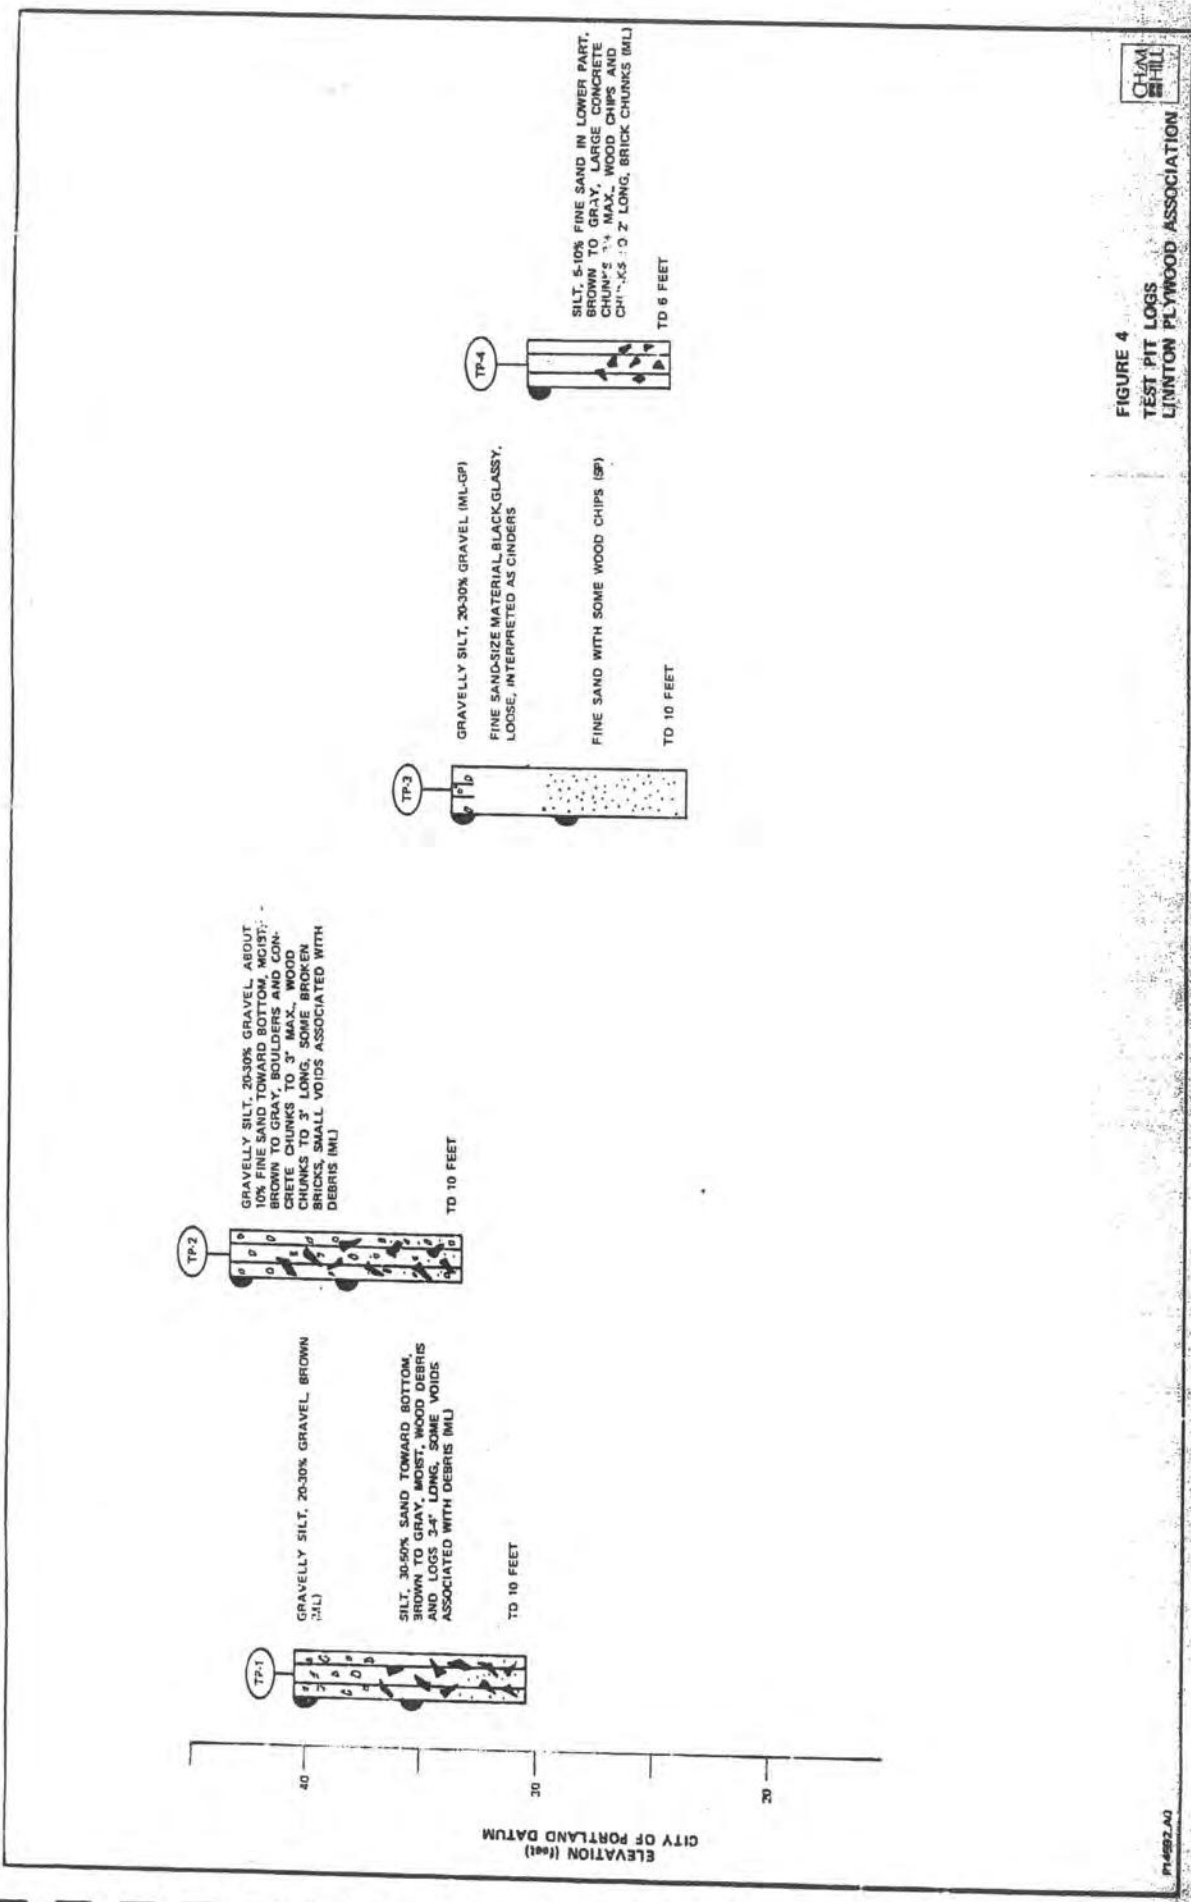 ELEVATION (feet)
CITY OF PORTLAND DATUM
40
30
20
TP-1
GRAVELLY SILT, 20-30% GRAVEL, BROWN
(ML)
SILT, 30-50% SAND TOWARD BOTTOM,
BROWN TO GRAY, MOIST, WOOD DEBRIS
AND LOGS 3-4' LONG, SOME VOIDS
ASSOCIATED WITH DEBRIS (ML)
TD 10 FEET
TP-2
GRAVELLY SILT, 20-30% GRAVEL, ABOUT
10% FINE SAND TOWARD BOTTOM, MOIST,
BROWN TO GRAY, BOULDERS AND CON-
CRETE CHUNKS TO 3' MAX., WOOD
CHUNKS TO 3' LONG, SOME BROKEN
BRICKS, SMALL VOIDS ASSOCIATED WITH
DEBRIS (ML)
TD 10 FEET
TP-3
GRAVELLY SILT, 20-30% GRAVEL (ML-GP)
FINE SAND-SIZE MATERIAL, BLACK, GLASSY,
LOOSE, INTERPRETED AS CINDERS
FINE SAND WITH SOME WOOD CHIPS (SP)
TD 10 FEET
TP-4
SILT, 5-10% FINE SAND IN LOWER PART,
BROWN TO GRAY, LARGE CONCRETE
CHUNKS MAX., WOOD CHIPS AND
CHUNKS TO 2' LONG, BRICK CHUNKS (ML)
TD 6 FEET
FIGURE 4
TEST PIT LOGS
LINNTON PLYWOOD ASSOCIATION
CH2M
HILL
P14692.A0